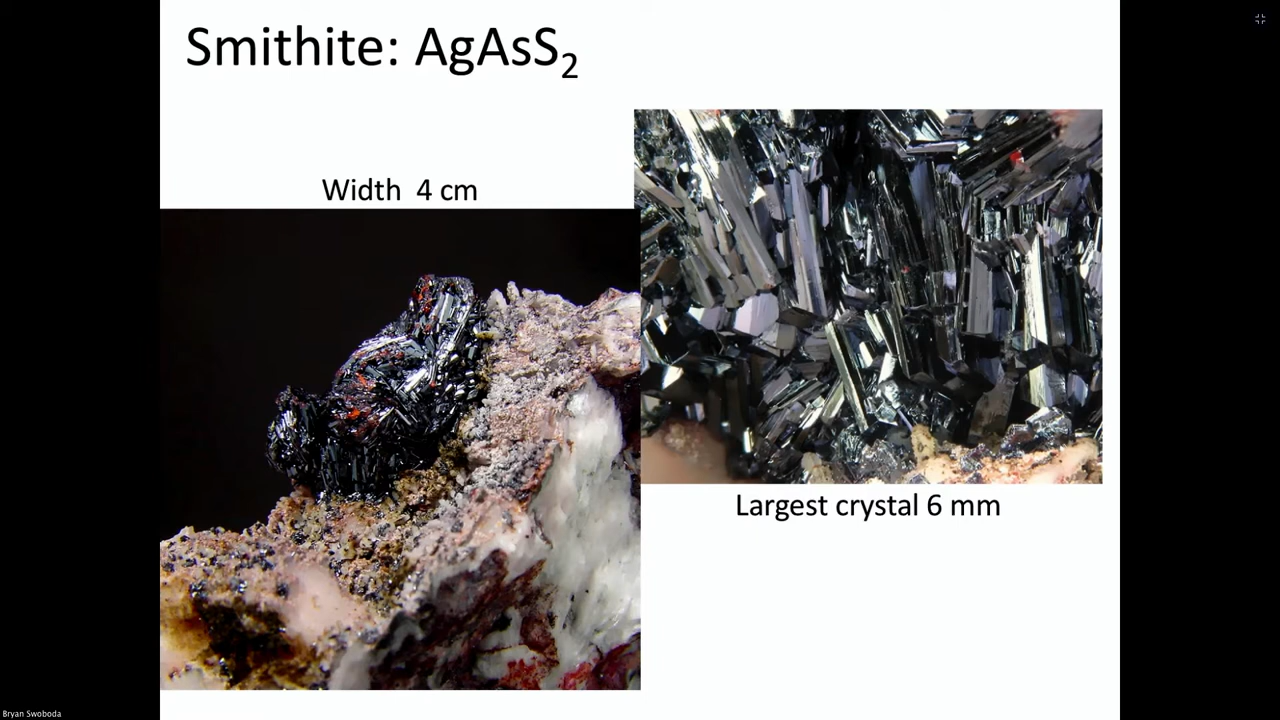 Smithite: AgAsS₂
Width 4 cm
Largest crystal 6 mm
Bryan Swoboda